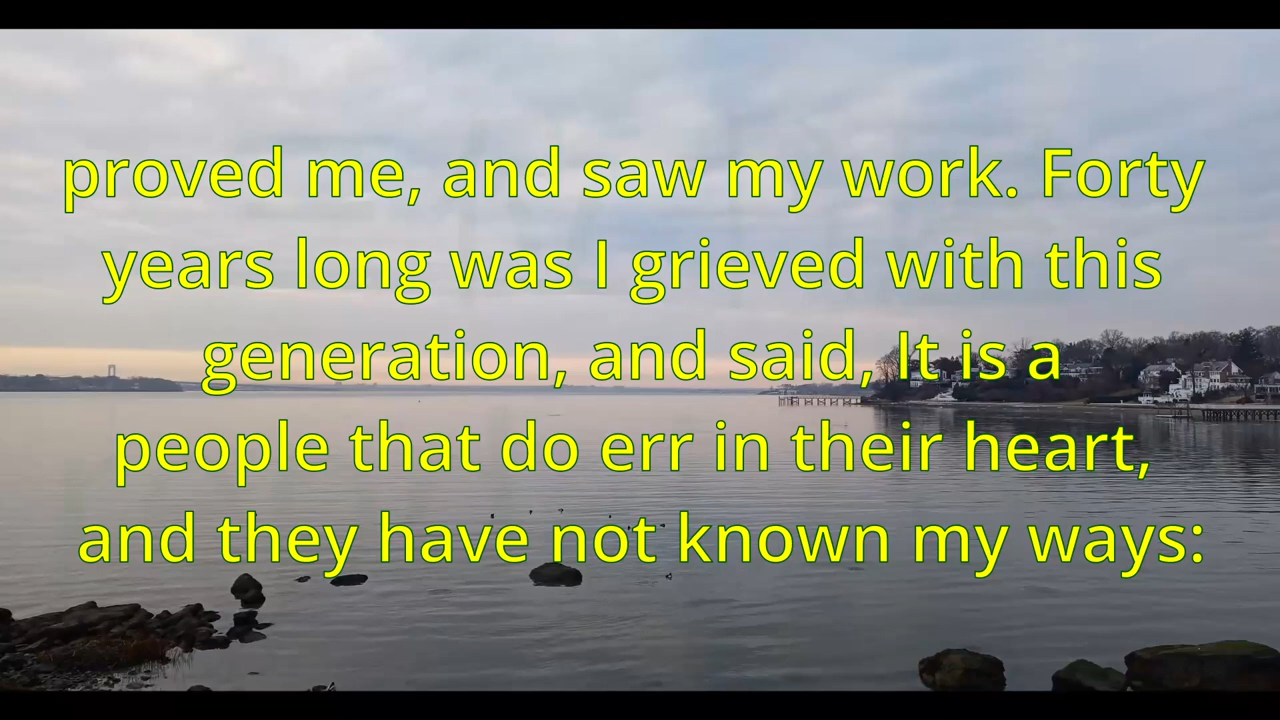 proved me, and saw my work. Forty
years long was I grieved with this
generation, and said, It is a
people that do err in their heart,
and they have not known my ways: